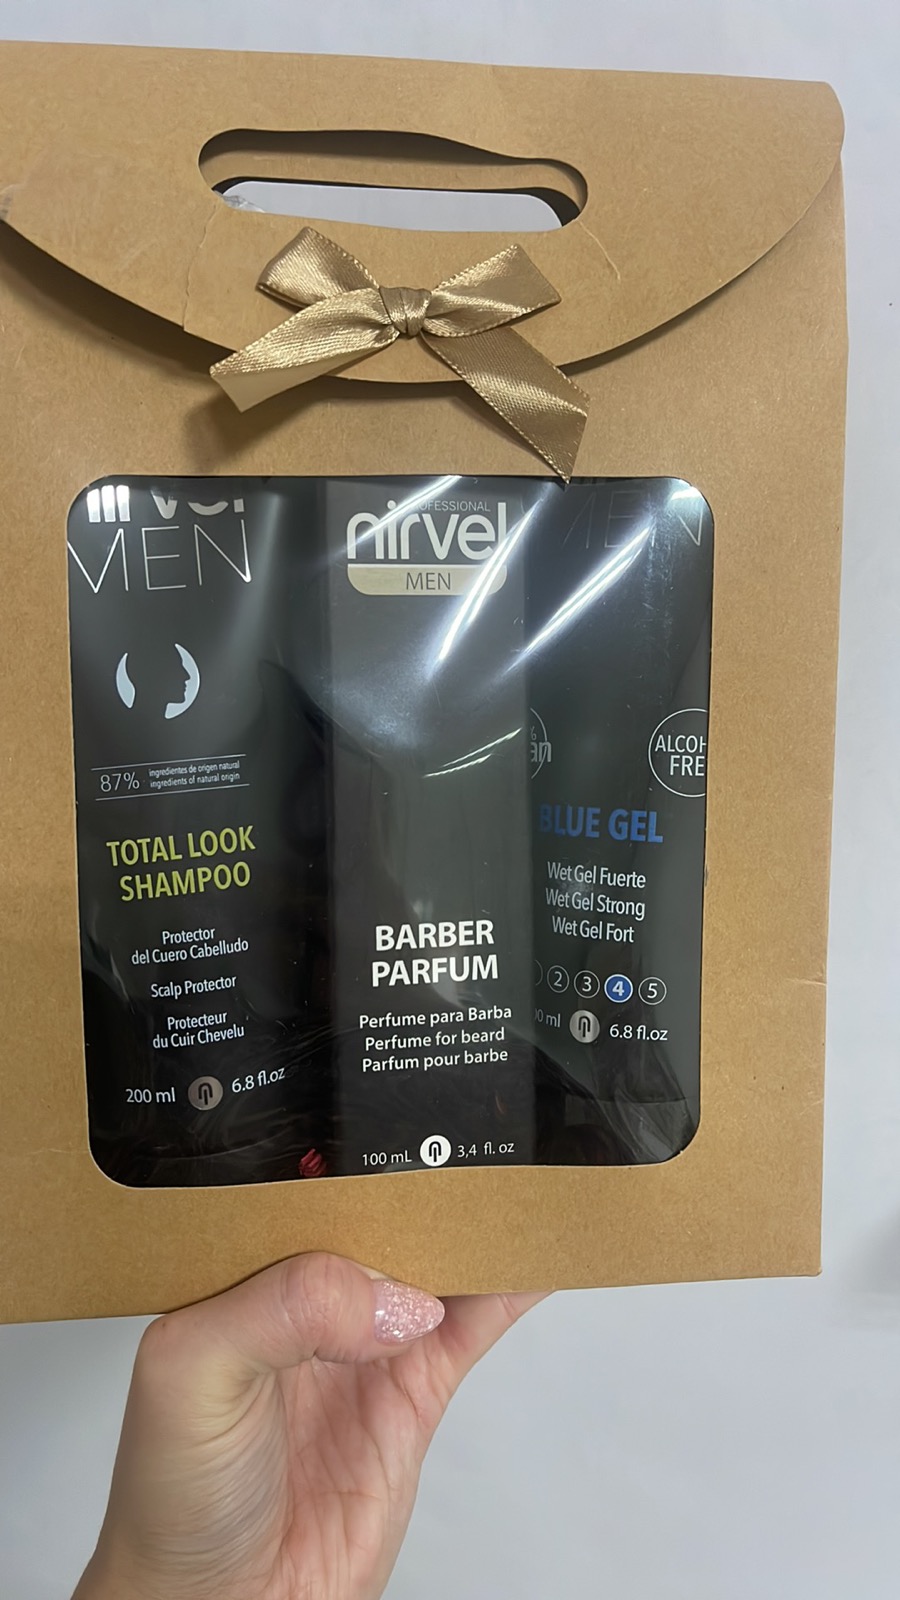 MEN
87%
ingredientes de origen natural
ingredients of natural origin
TOTAL LOOK
SHAMPOO
Protector
del Cuero Cabelludo
Scalp Protector
Protecteur
du Cuir Chevelu
200 ml 6.8 fl.oz
nirvel
MEN
BARBER
PARFUM
Perfume para Barba
Perfume for beard
Parfum pour barbe
100 mL 3,4 fl. oz
MEN
BLUE GEL
Wet Gel Fuerte
Wet Gel Strong
Wet Gel Fort
2 3 4 5
6.8 fl.oz